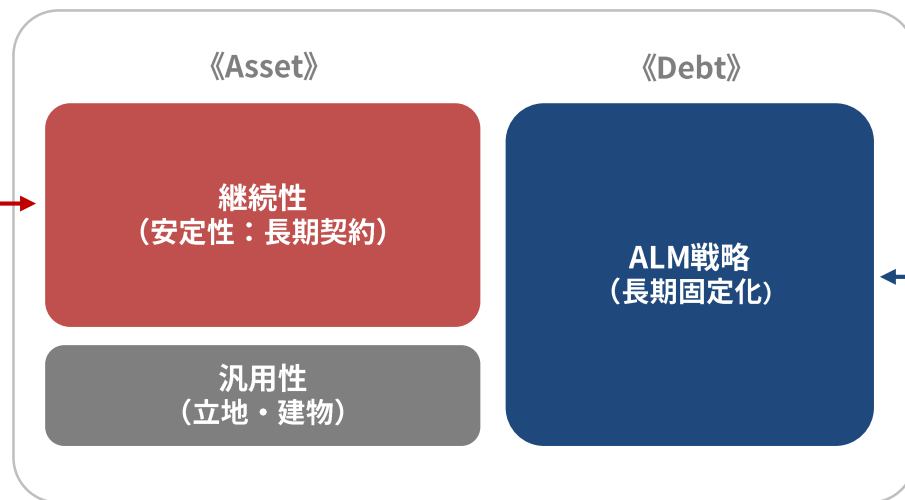 《Asset》
継続性
（安定性：長期契約）
汎用性
（立地・建物）
《Debt》
ALM戦略
（長期固定化）